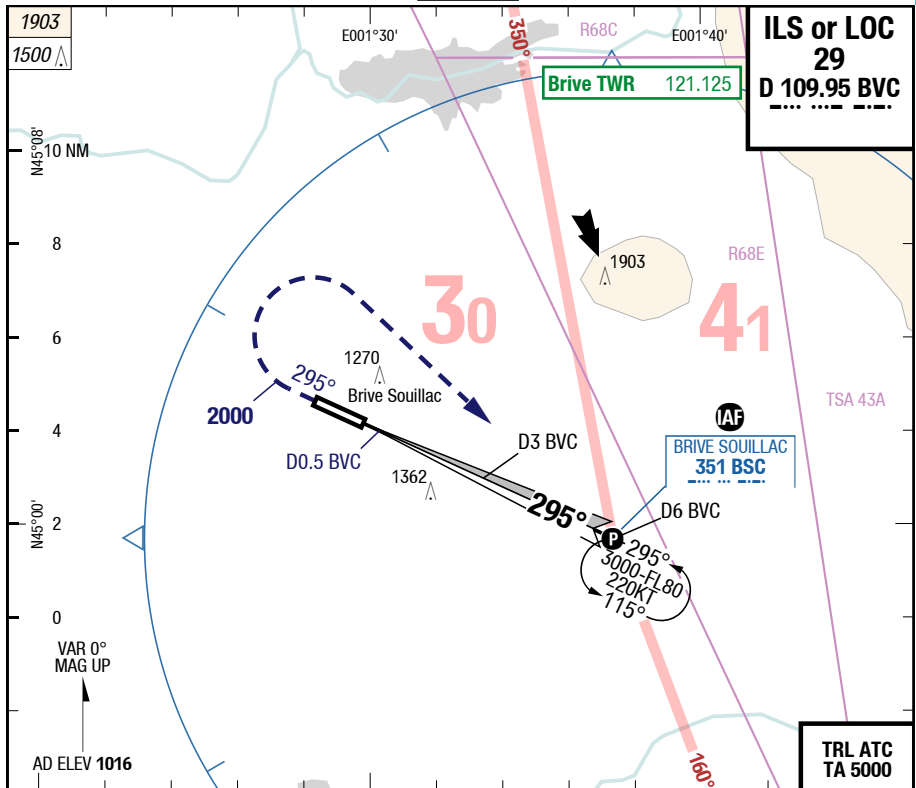 1903
1500
E001°30'
350°
R68C
E001°40'
ILS or LOC
29
D 109.95 BVC
Brive TWR 121.125
N45°08'
10 NM
8
1903
R68E
30
41
6
1270
295°
Brive Souillac
2000
TSA 43A
IAF
4
D3 BVC
BRIVE SOUILLAC
351 BSC
D0.5 BVC
1362
295°
D6 BVC
N45°00'
2
P
295°
3000-FL80
220KT
115°
0
VAR 0°
MAG UP
AD ELEV 1016
160°
TRL ATC
TA 5000